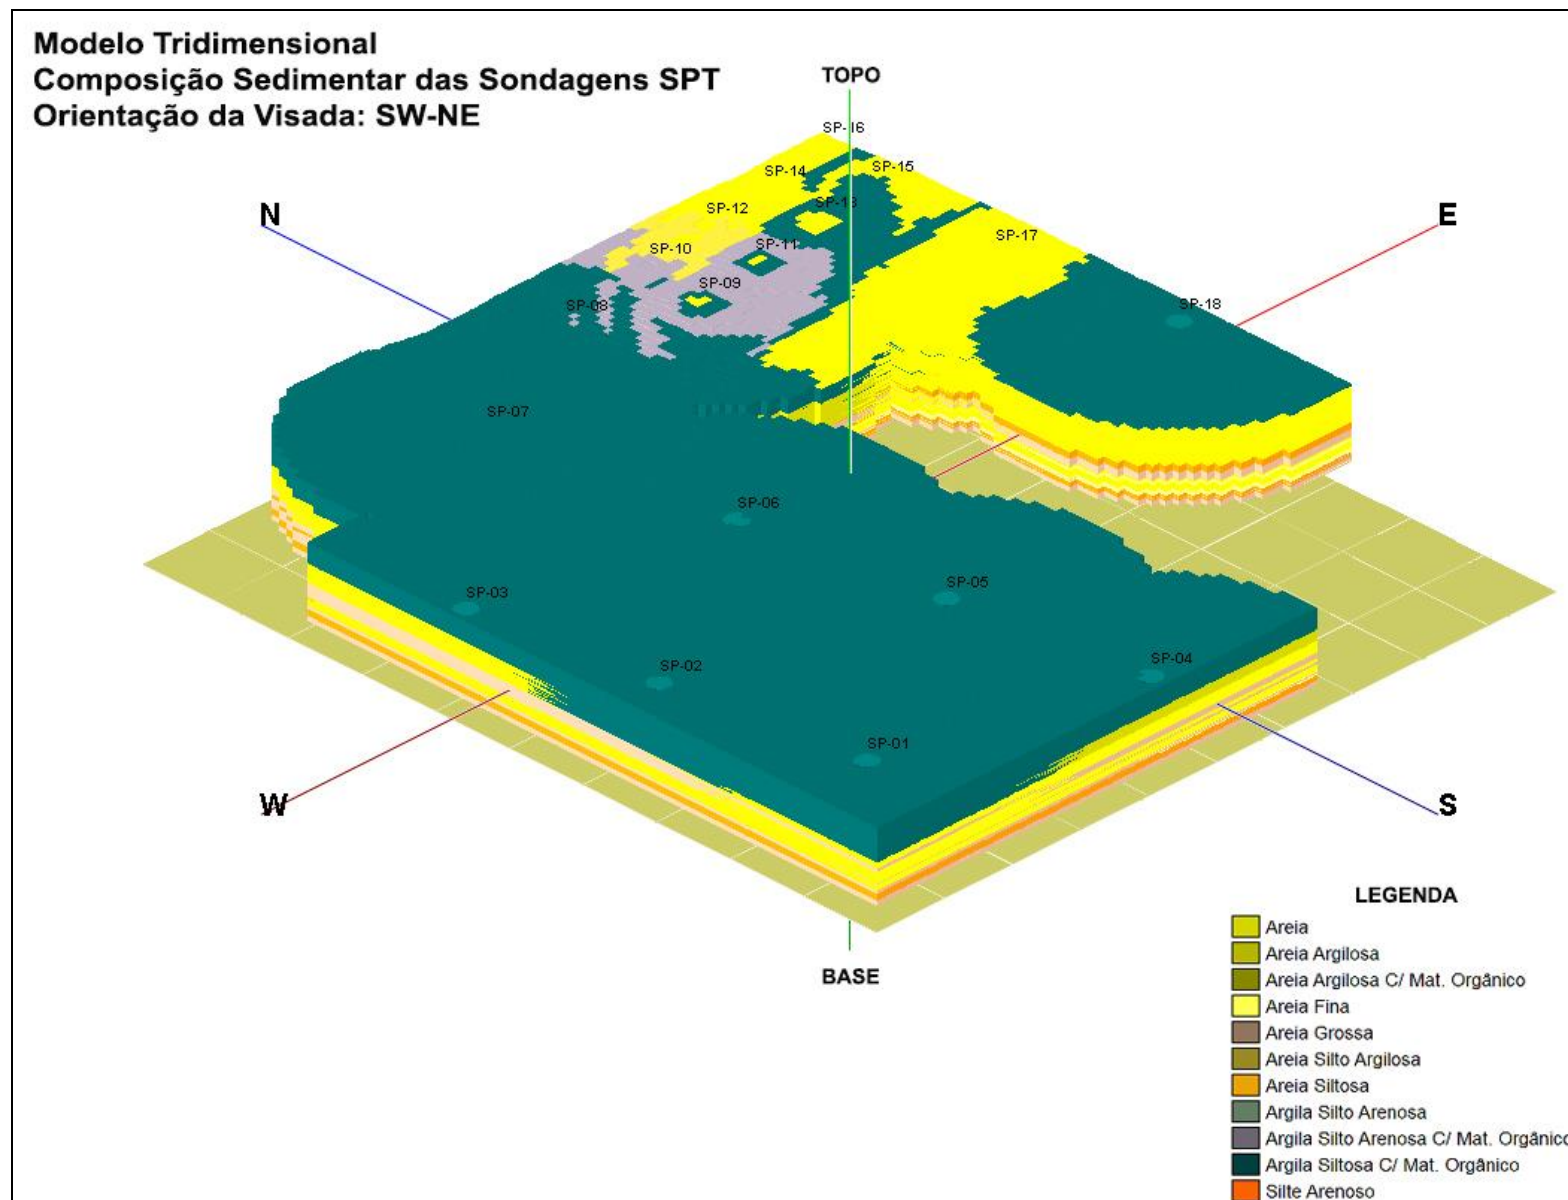 Modelo Tridimensional
Composição Sedimentar das Sondagens SPT
Orientação da Visada: SW-NE
TOPO
SP-16
SP-14
SP-15
SP-12
SP-13
N
E
SP-17
SP-10
SP-11
SP-09
SP-08
SP-18
SP-07
SP-06
SP-05
SP-03
SP-02
SP-04
SP-01
W
S
BASE
LEGENDA
Areia
Areia Argilosa
Areia Argilosa C/ Mat. Orgânico
Areia Fina
Areia Grossa
Areia Silto Argilosa
Areia Siltosa
Argila Silto Arenosa
Argila Silto Arenosa C/ Mat. Orgânico
Argila Siltosa C/ Mat. Orgânico
Silte Arenoso